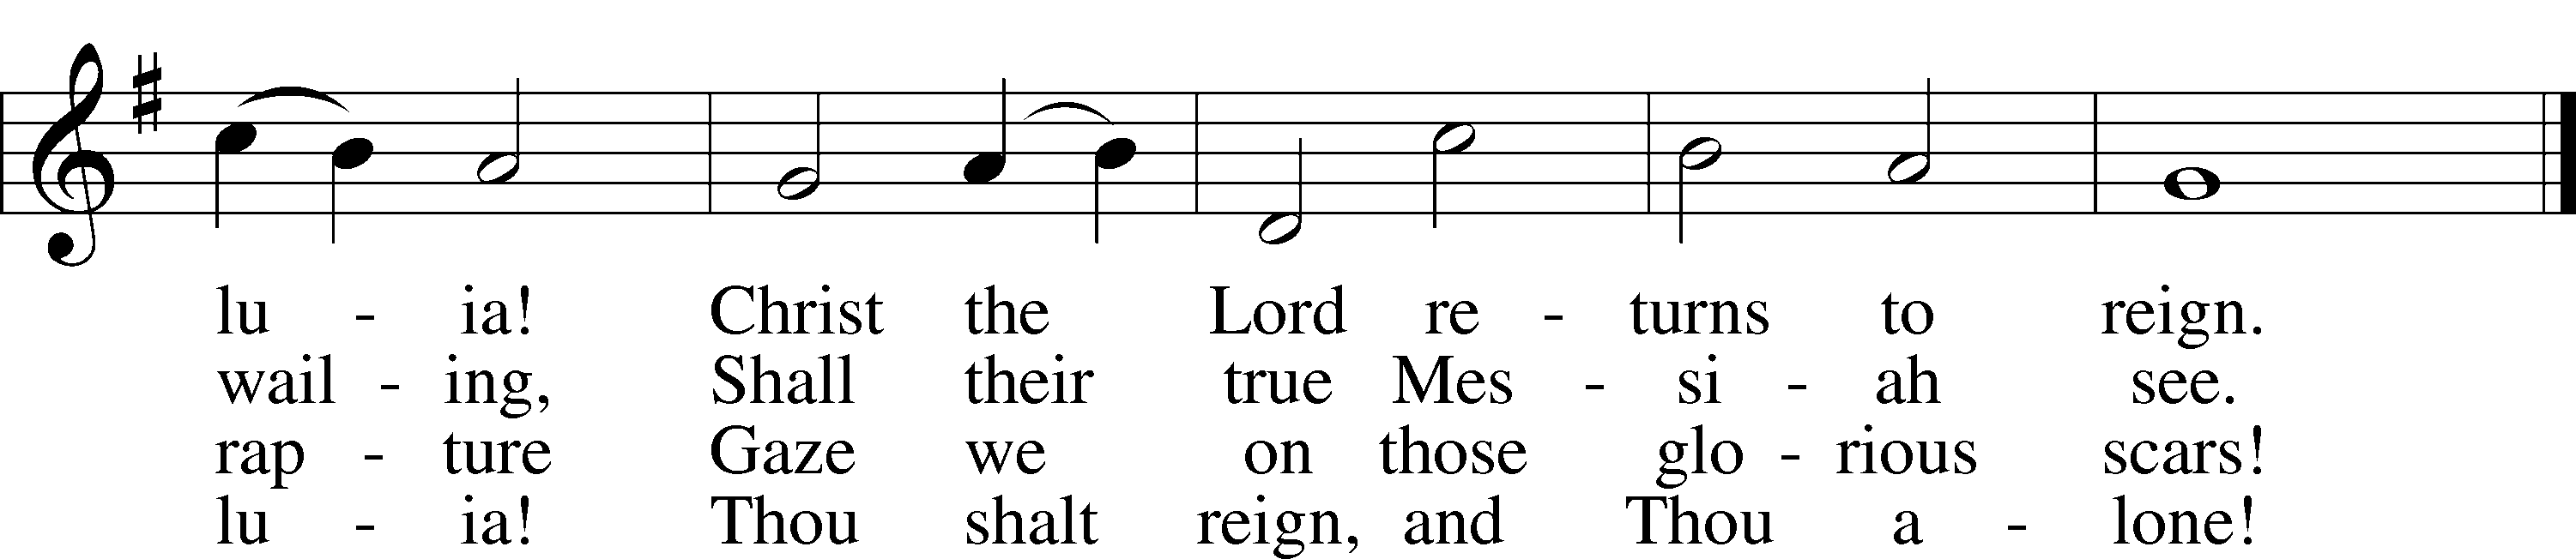 lu - ia! Christ the Lord re - turns to reign.
wail - ing, Shall their true Mes - si - ah see.
rap - ture Gaze we on those glo - rious scars!
lu - ia! Thou shalt reign, and Thou a - lone!